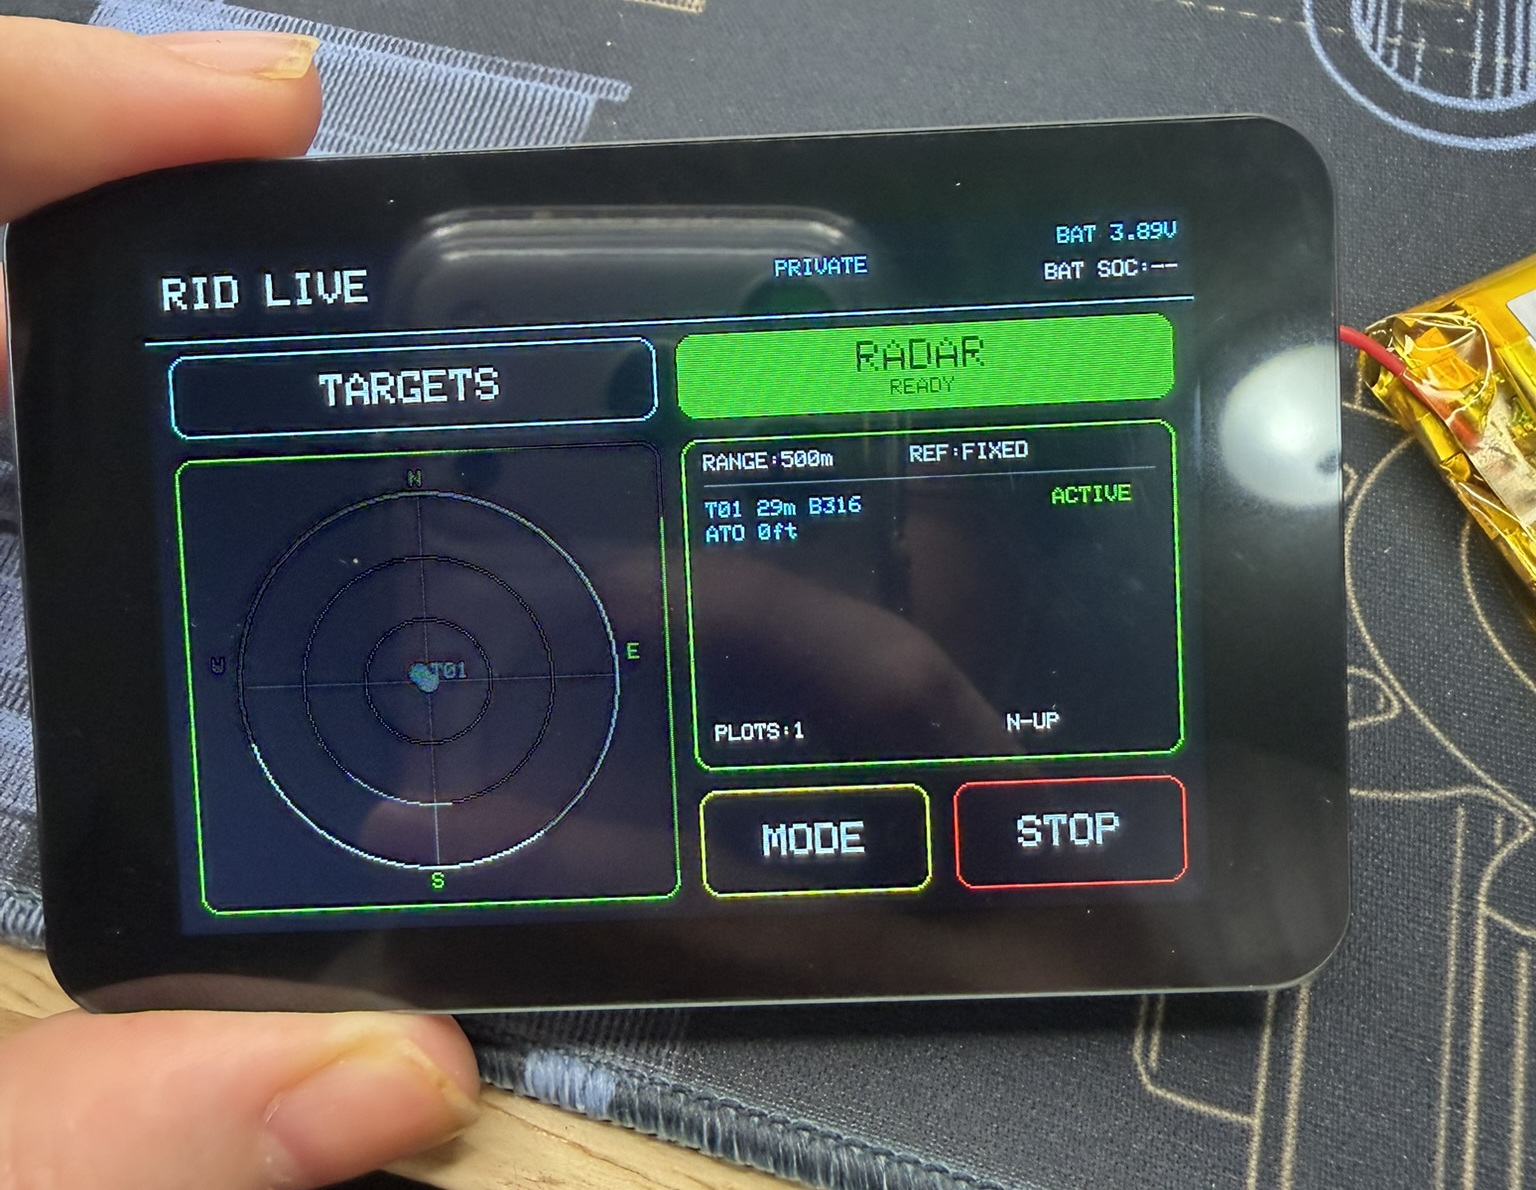 RID LIVE
PRIVATE
BAT 3.89V
BAT SOC:--
TARGETS
RADAR
READY
N
W
E
S
T01
RANGE:500m REF:FIXED
T01 29m B316 ACTIVE
ATO 0ft
PLOTS:1 N-UP
MODE
STOP